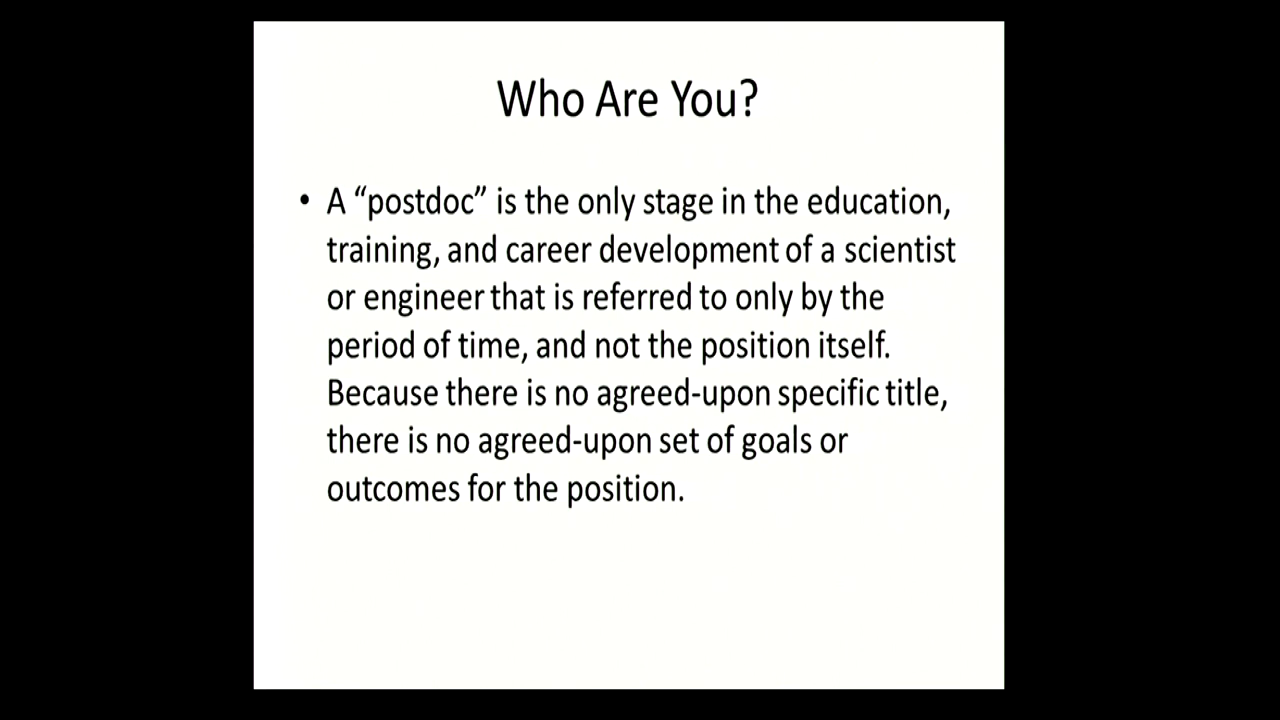 Who Are You?
• A “postdoc” is the only stage in the education,
training, and career development of a scientist
or engineer that is referred to only by the
period of time, and not the position itself.
Because there is no agreed-upon specific title,
there is no agreed-upon set of goals or
outcomes for the position.